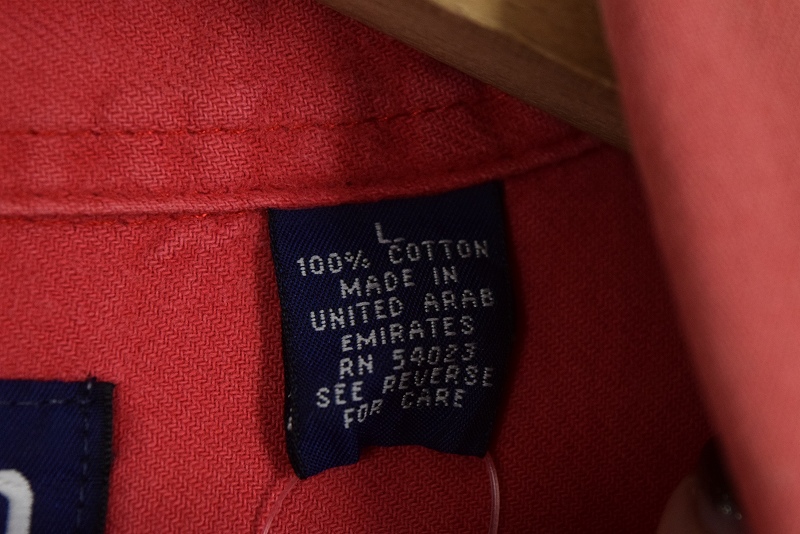 L
100% COTTON
MADE IN
UNITED ARAB
EMIRATES
RN 54023
SEE REVERSE
FOR CARE